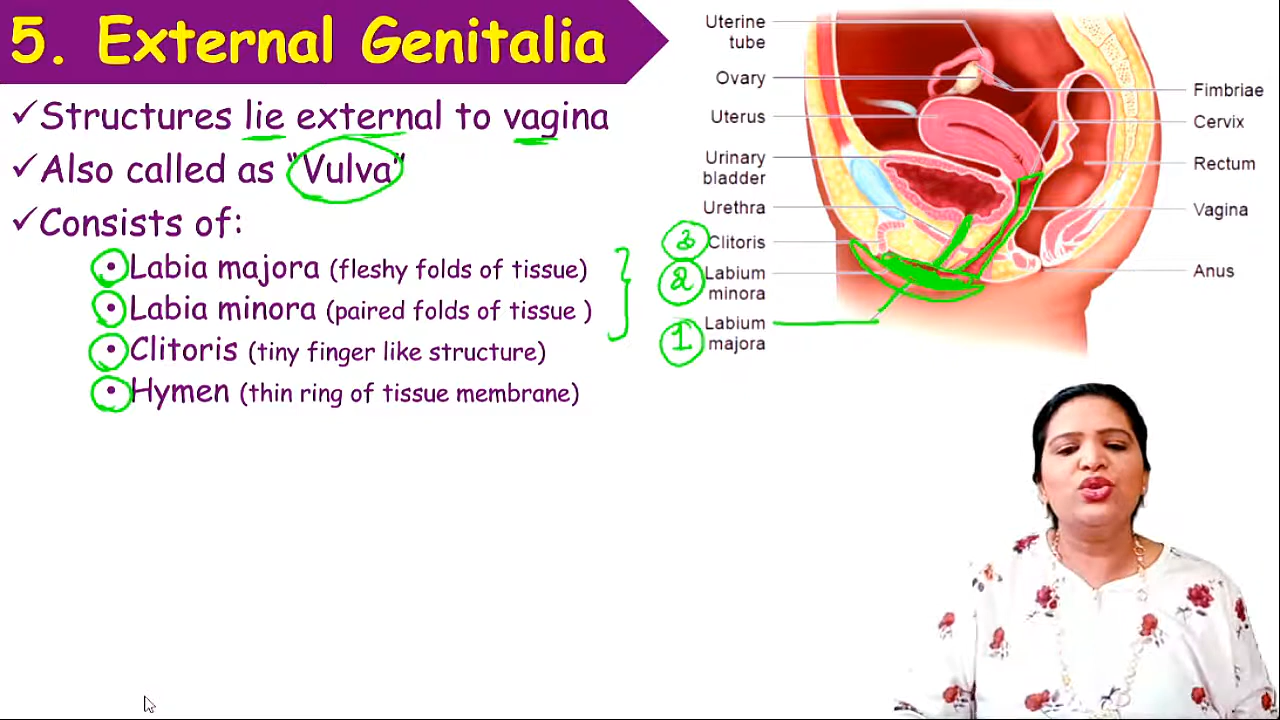 5. External Genitalia
✓Structures lie external to vagina
✓Also called as "Vulva"
✓Consists of:
•Labia majora (fleshy folds of tissue)
•Labia minora (paired folds of tissue )
•Clitoris (tiny finger like structure)
•Hymen (thin ring of tissue membrane)
Uterine
tube
Ovary
Uterus
Urinary
bladder
Urethra
3 Clitoris
2 Labium
minora
1 Labium
majora
Fimbriae
Cervix
Rectum
Vagina
Anus